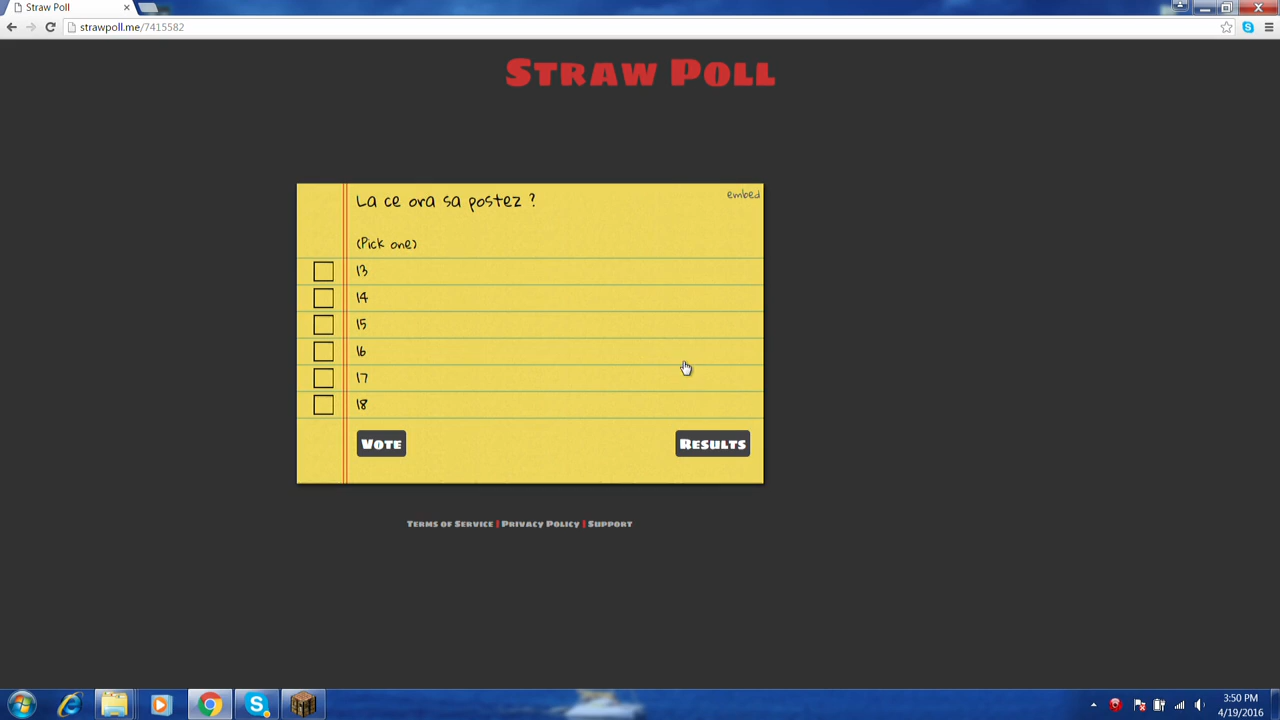 Straw Poll
strawpoll.me/7415582
Straw Poll
La ce ora sa postez ?
embed
(Pick one)
13
14
15
16
17
18
Vote
Results
Terms of Service | Privacy Policy | Support
3:50 PM
4/19/2016